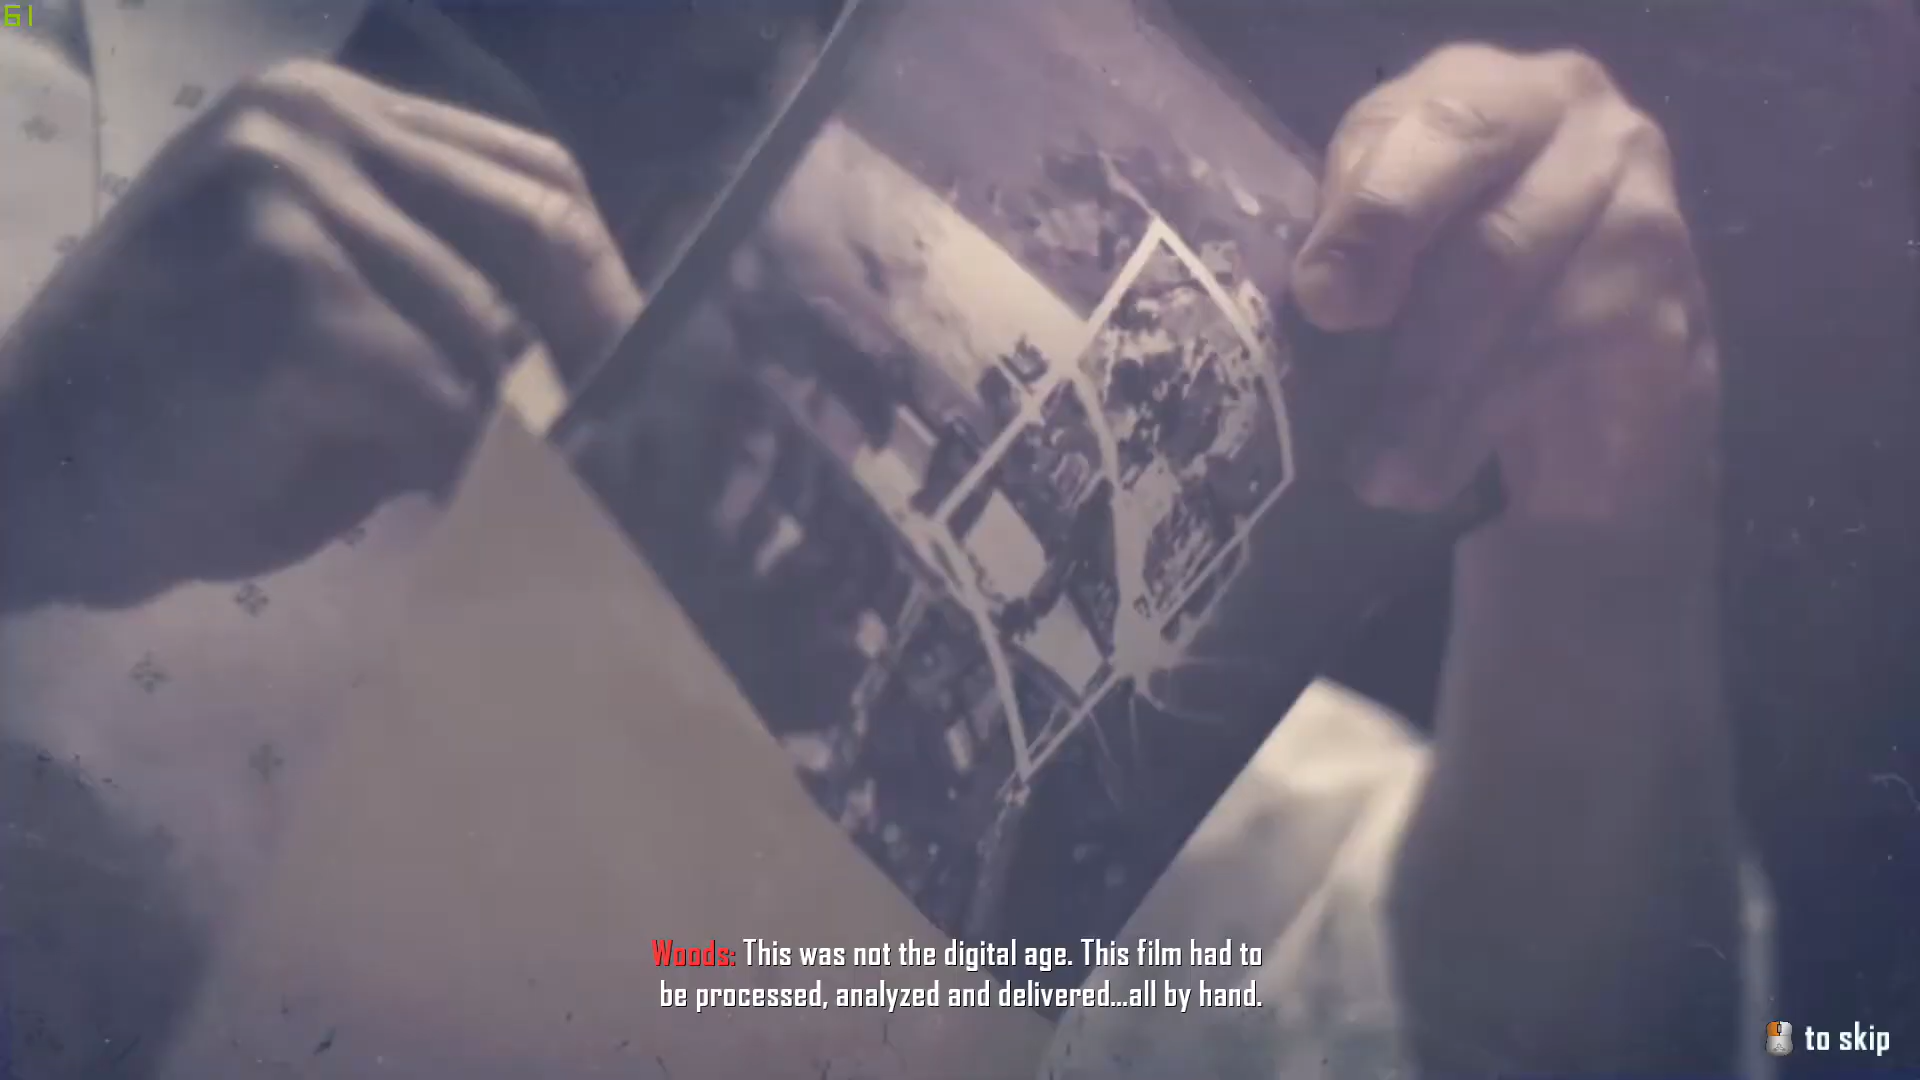 61
Woods: This was not the digital age. This film had to
be processed, analyzed and delivered...all by hand.
to skip